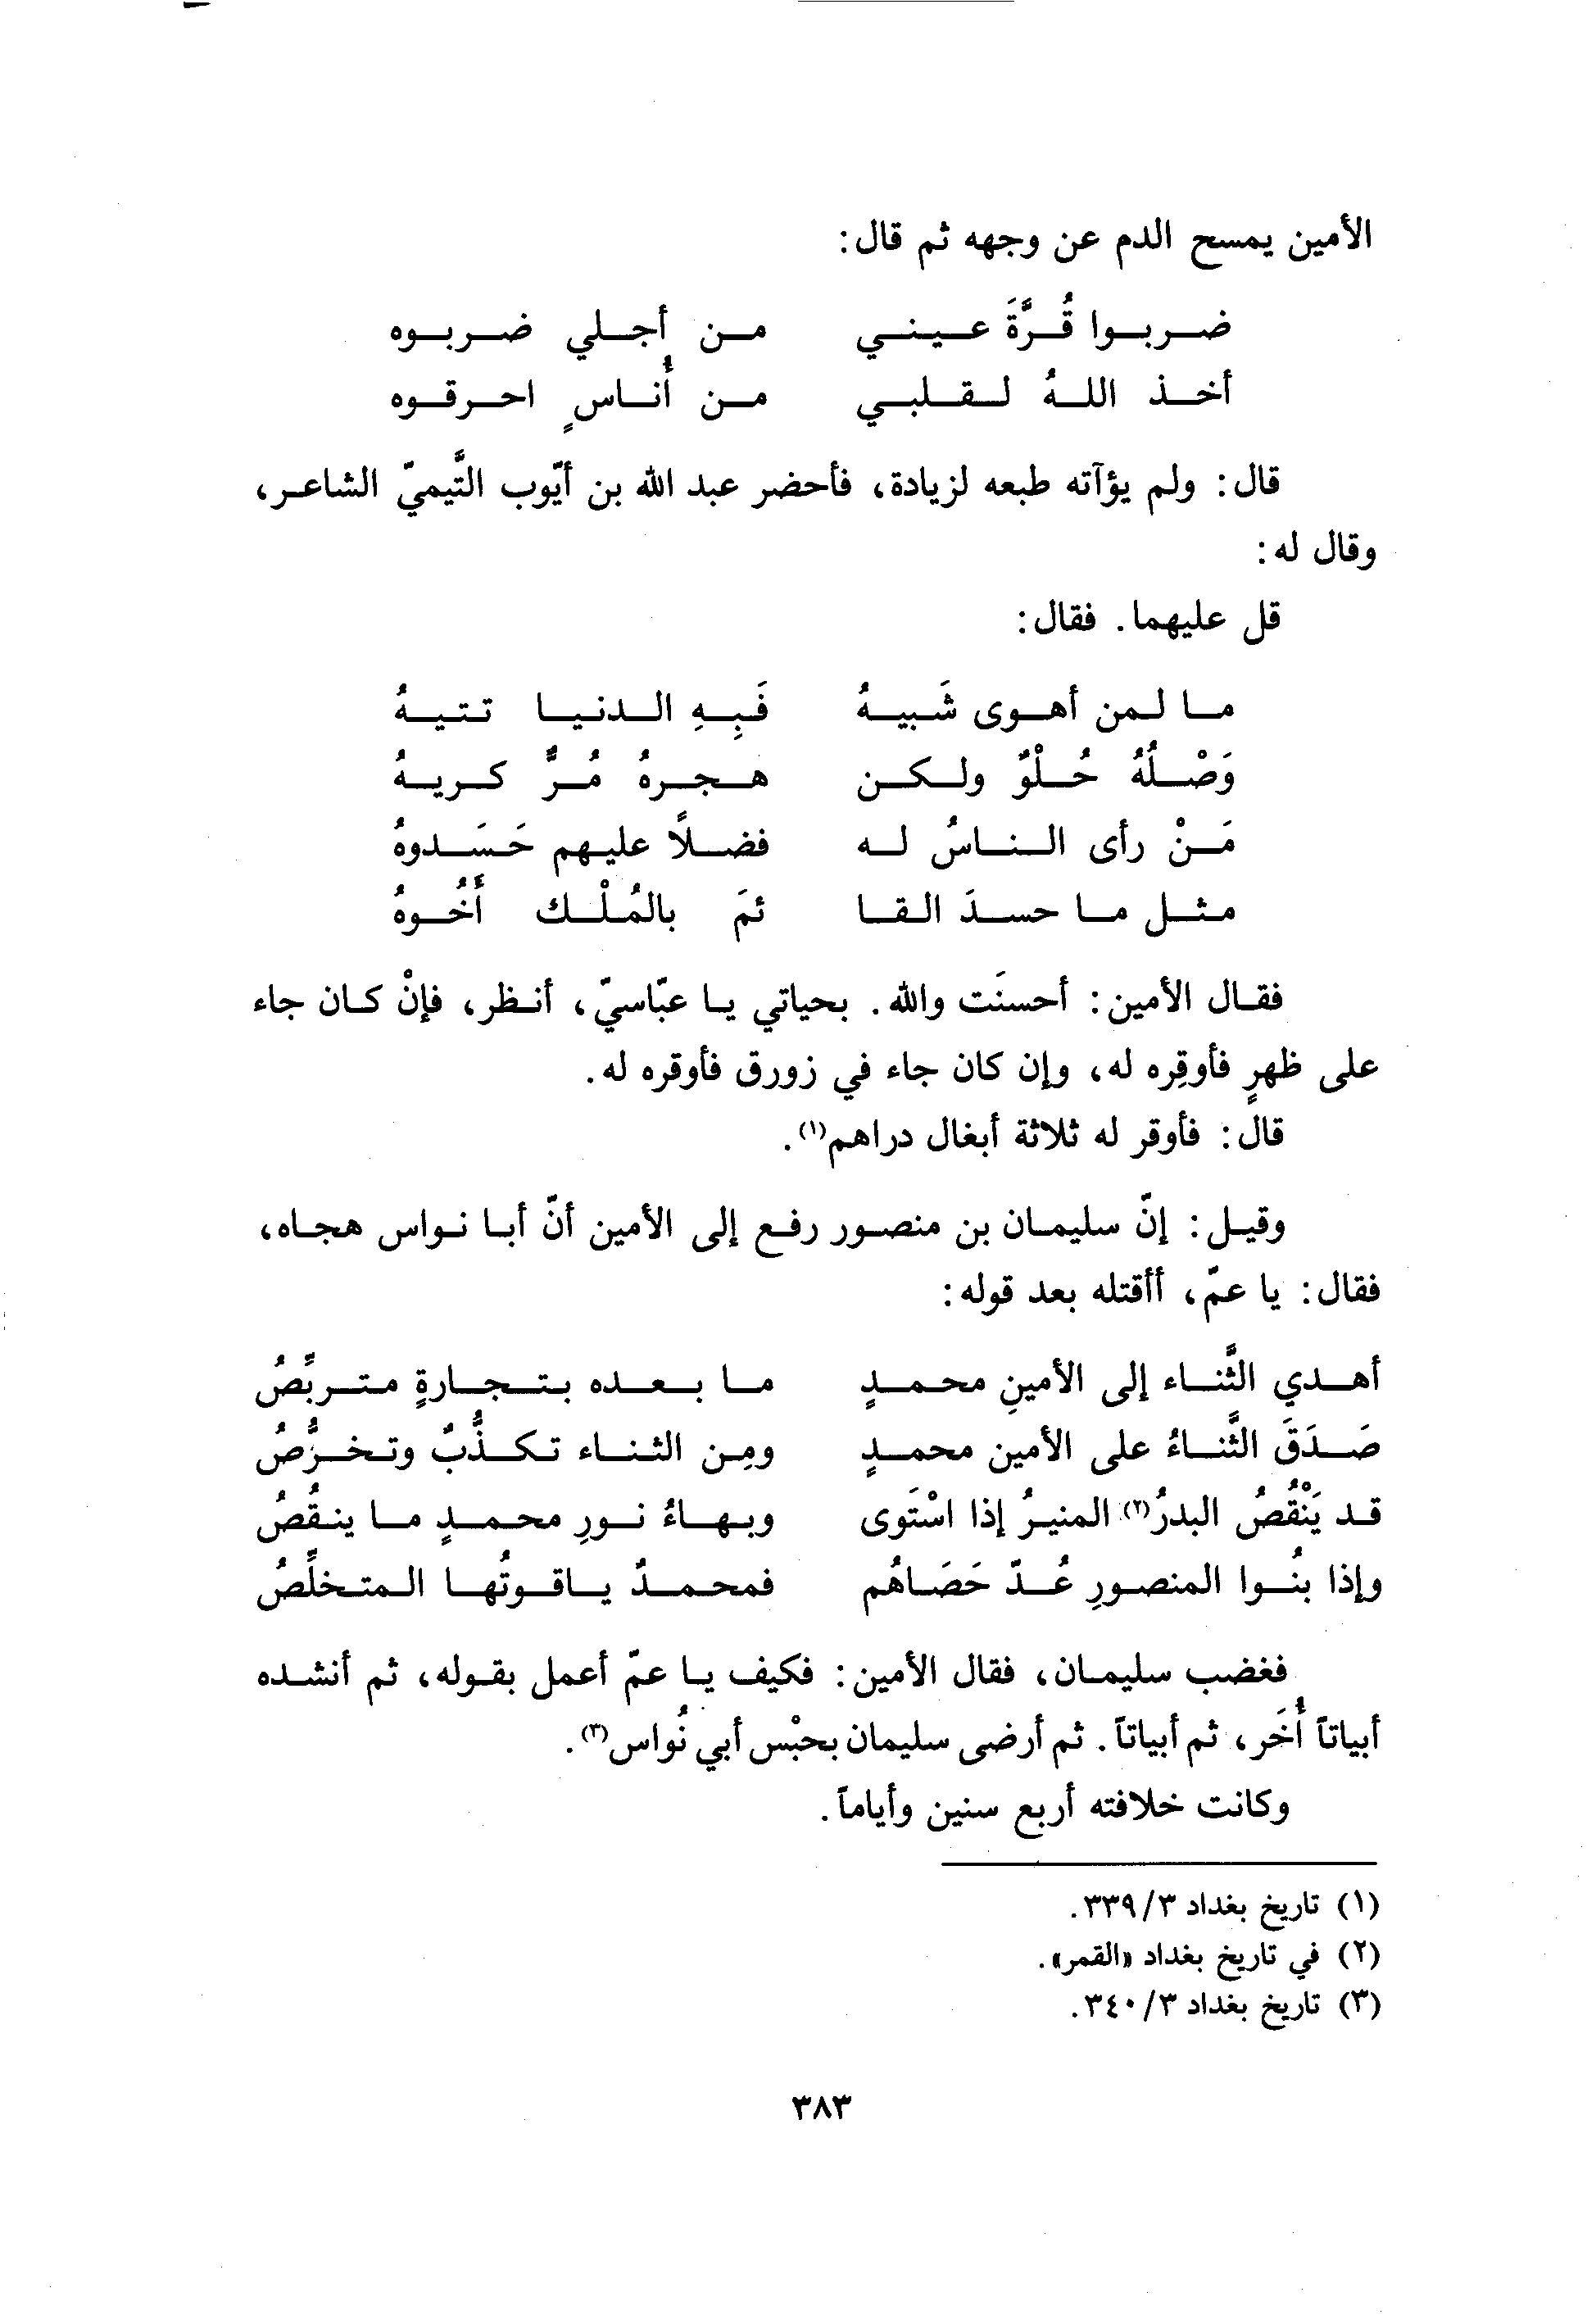 الأمين يمسح الدم عن وجهه ثم قال:
ضربوا قُرَّةَ عيني من أجلي ضربوه
أخذ اللهُ لقلبي من أُناسٍ احرقوه
قال: ولم يؤآته طبعه لزيادة، فأحضر عبد الله بن أيّوب التَّيميّ الشاعر،
وقال له:
قل عليهما. فقال:
ما لمن أهوى شَبيهُ فَبِهِ الدنيا تتيهُ
وَصْلُهُ حُلْوٌ ولكن هجرهُ مُرٌّ كريهُ
مَنْ رأى الناسُ له فضلًا عليهم حَسَدوهُ
مثل ما حسدَ القا ئمَ بالمُلْك أَخُوهُ
فقال الأمين: أحسنَت والله. بحياتي يا عبّاسيّ، أنظر، فإنْ كان جاء
على ظهرٍ فأوقِره له، وإن كان جاء في زورق فأوقره له.
قال: فأوقر له ثلاثة أبغال دراهم(١).
وقيل: إنّ سليمان بن منصور رفع إلى الأمين أنّ أبا نواس هجاه،
فقال: يا عمّ، أأقتله بعد قوله:
أهدي الثَّناء إلى الأمينِ محمدٍ ما بعده بتجارةٍ متربِّصُ
صَدَقَ الثَّناءُ على الأمين محمدٍ ومِن الثناء تكذُّبٌ وتخرُّصُ
قد يَنْقُصُ البدرُ(٢) المنيرُ إذا اسْتَوى وبهاءُ نورِ محمدٍ ما ينقُصُ
وإذا بنُوا المنصورِ عُدّ حَصَاهُم فمحمدٌ ياقوتُها المتخلِّصُ
فغضب سليمان، فقال الأمين: فكيف يا عمّ أعمل بقوله، ثم أنشده
أبياتاً أُخَر، ثم أبياتاً. ثم أرضى سليمان بحبْس أبي نُواس(٣).
وكانت خلافته أربع سنين وأياماً.
(١) تاريخ بغداد ٣/ ٣٣٩.
(٢) في تاريخ بغداد «القمر».
(٣) تاريخ بغداد ٣/ ٣٤٠.
٣٨٣